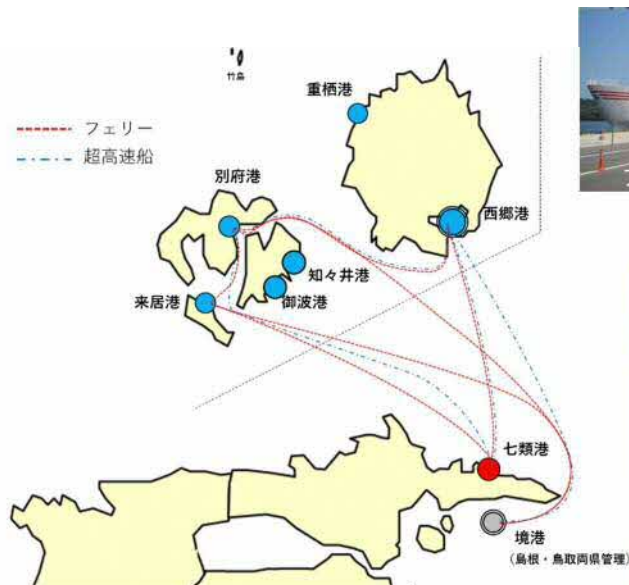 竹島
重栖港
フェリー
超高速船
別府港
西郷港
知々井港
御波港
来居港
七類港
境港
(島根・鳥取両県管理)